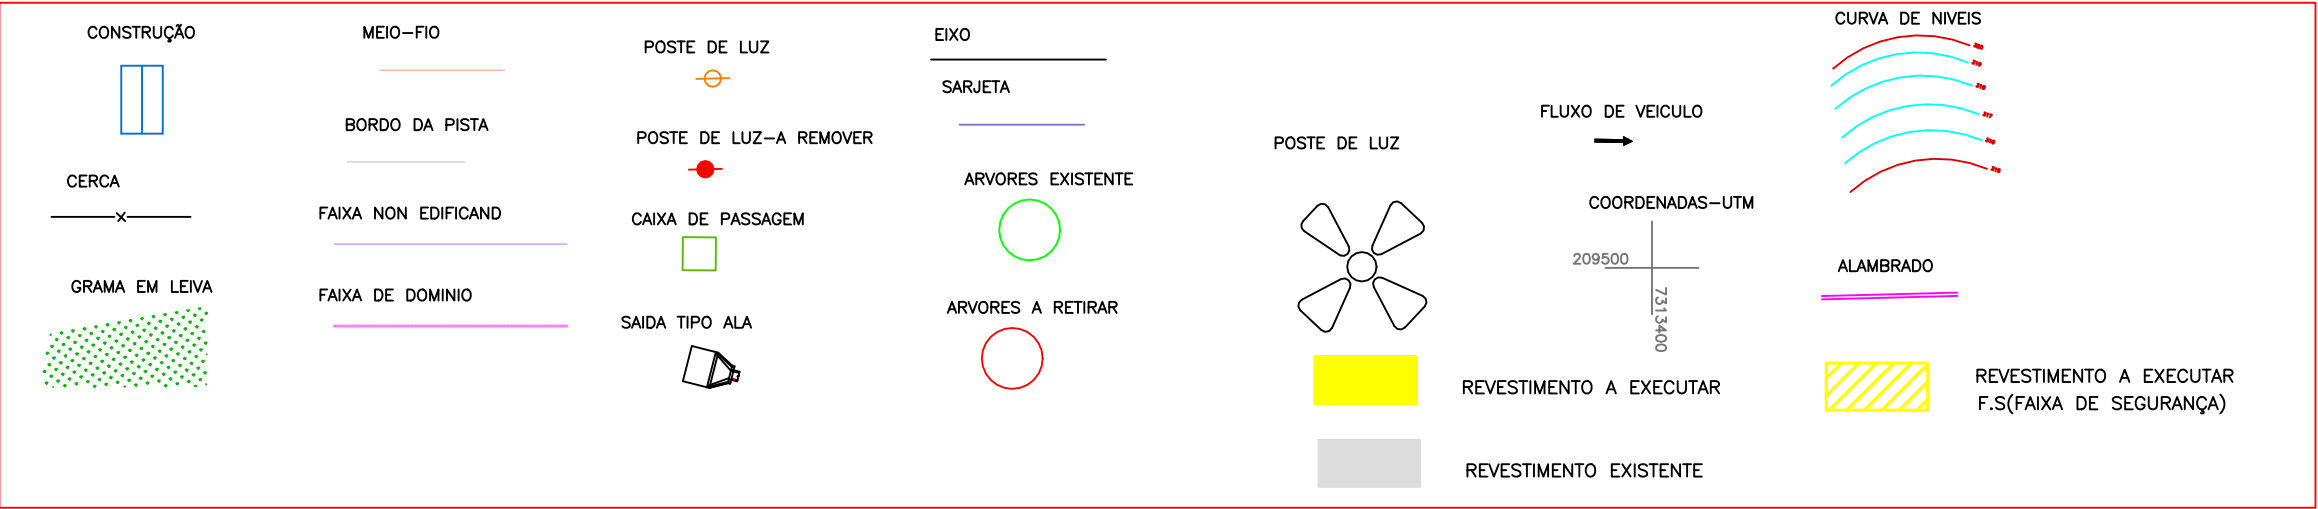 CONSTRUÇÃO
CERCA
GRAMA EM LEIVA
MEIO-FIO
BORDO DA PISTA
FAIXA NON EDIFICAND
FAIXA DE DOMINIO
POSTE DE LUZ
POSTE DE LUZ-A REMOVER
CAIXA DE PASSAGEM
SAIDA TIPO ALA
EIXO
SARJETA
ARVORES EXISTENTE
ARVORES A RETIRAR
POSTE DE LUZ
REVESTIMENTO A EXECUTAR
REVESTIMENTO EXISTENTE
FLUXO DE VEICULO
COORDENADAS-UTM
209500
7313400
CURVA DE NIVEIS
ALAMBRADO
REVESTIMENTO A EXECUTAR
F.S(FAIXA DE SEGURANÇA)